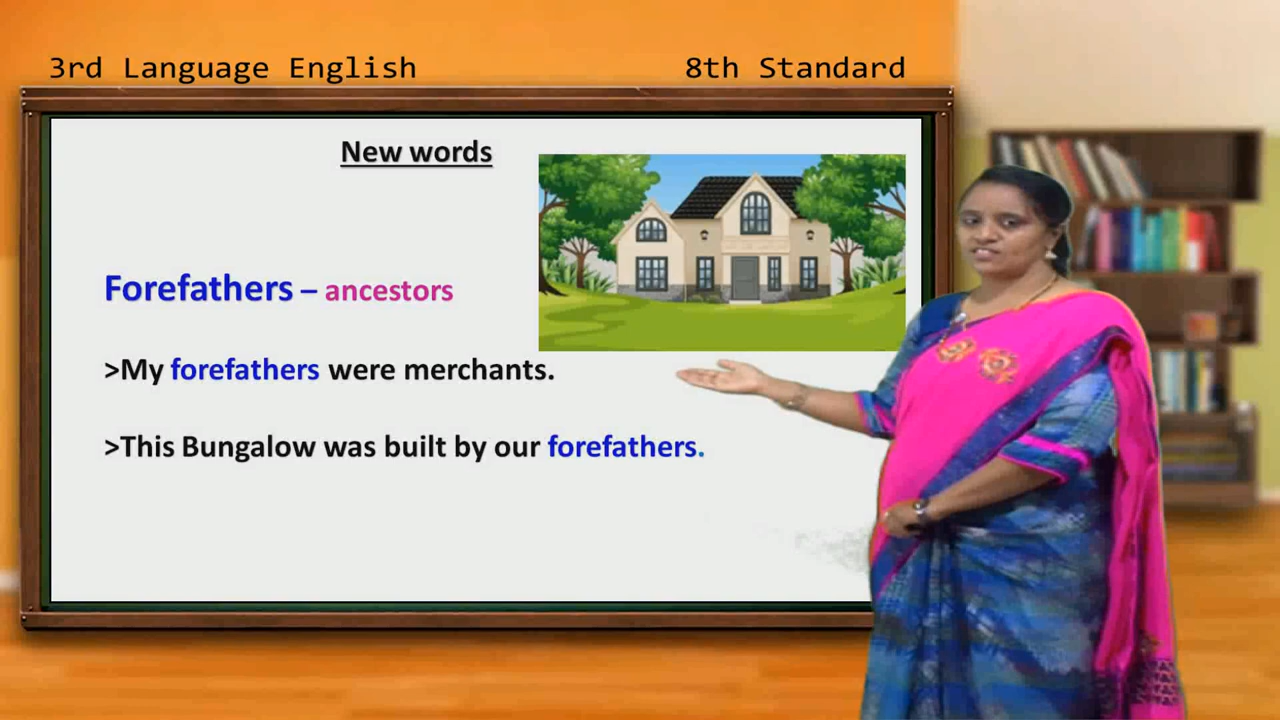 3rd Language English
8th Standard
New words
Forefathers – ancestors
>My forefathers were merchants.
>This Bungalow was built by our forefathers.